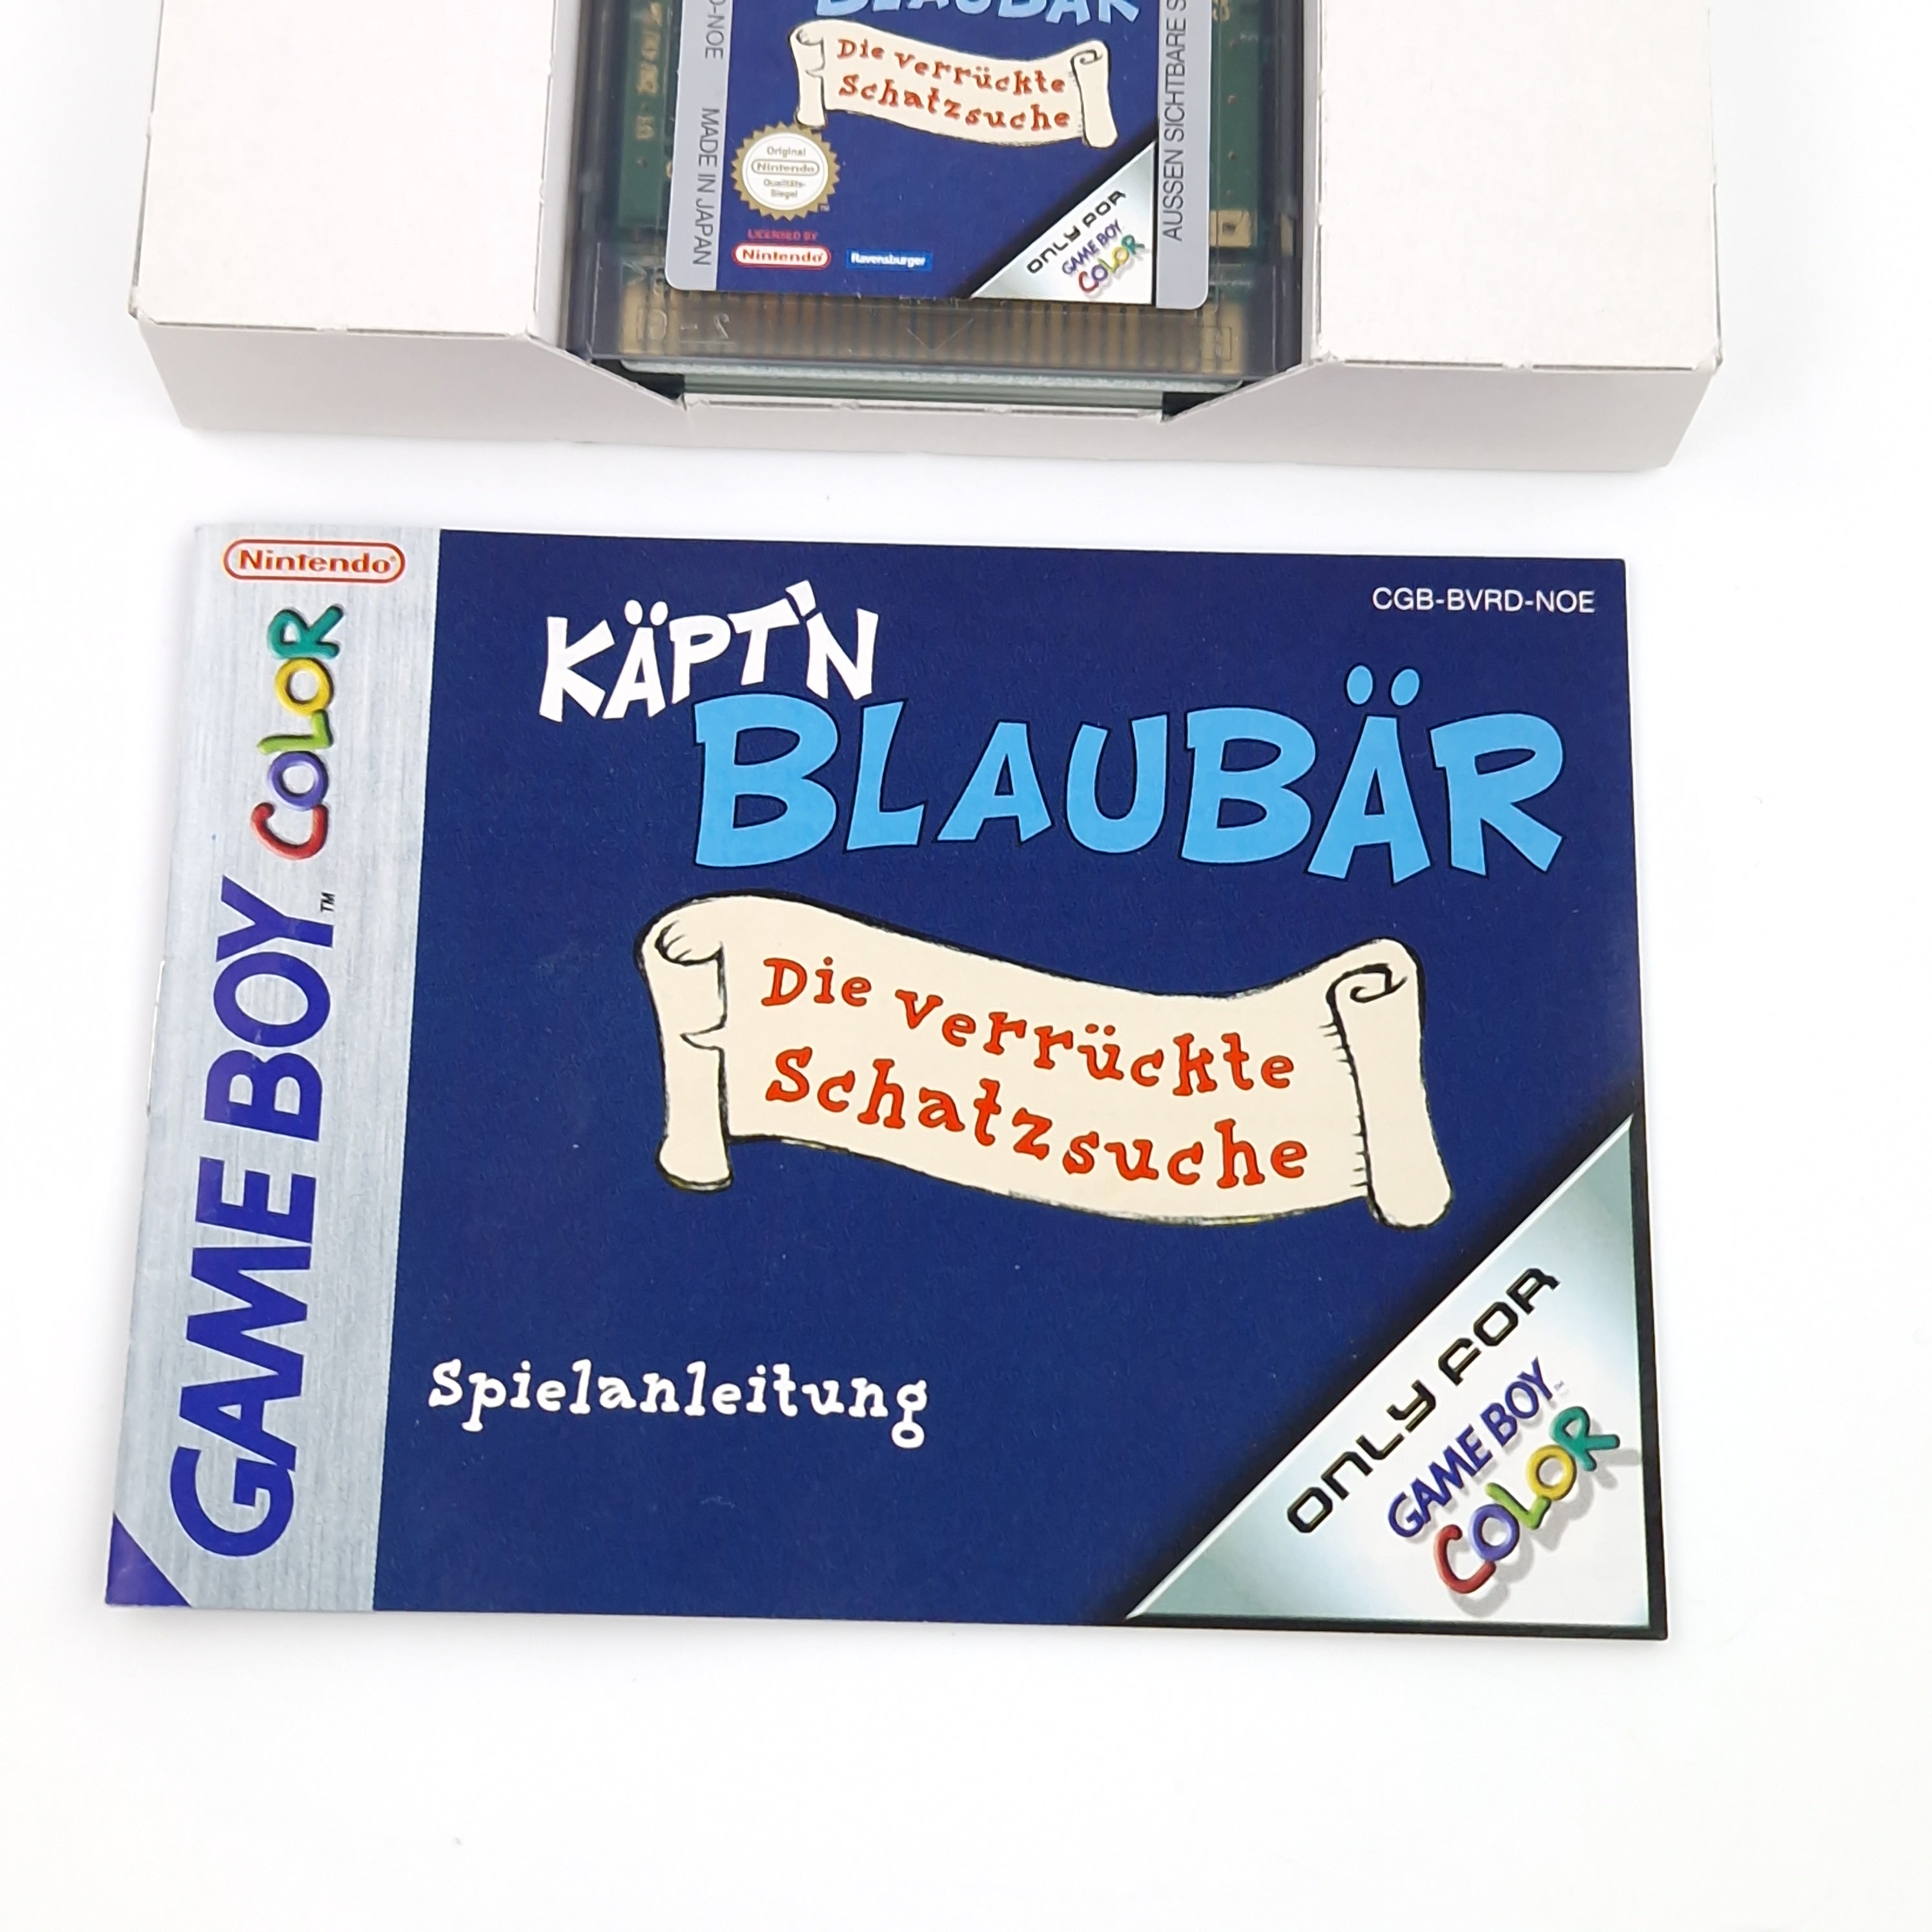 BLAUBÄR
Die verrückte
Schatzsuche
-NOE MADE IN JAPAN
AUSSEN SICHTBARE S
Original
Nintendo
Qualitäts-
Siegel
LICENSED BY
Nintendo
Ravensburger
ONLY FOR
GAME BOY
COLOR
Nintendo
GAME BOY COLOR
CGB-BVRD-NOE
KÄPT'N
BLAUBÄR
Die verrückte
Schatzsuche
Spielanleitung
ONLY FOR
GAME BOY
COLOR